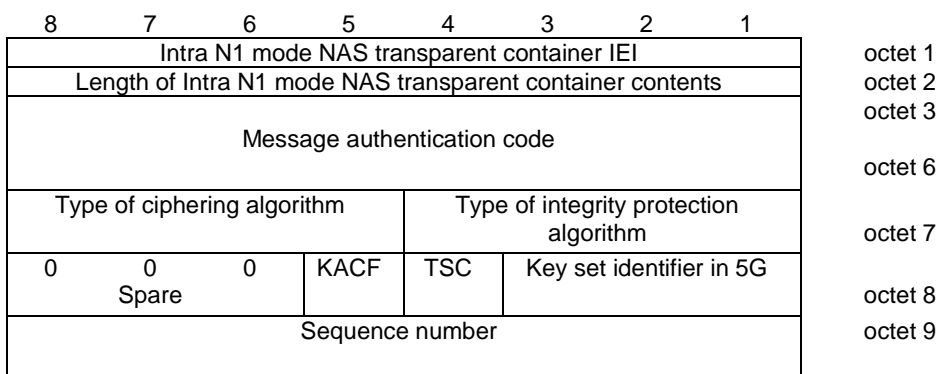 8 7 6 5 4 3 2 1
Intra N1 mode NAS transparent container IEI octet 1
Length of Intra N1 mode NAS transparent container contents octet 2
octet 3
Message authentication code
octet 6
Type of ciphering algorithm Type of integrity protection
algorithm octet 7
0 0 0 KACF TSC Key set identifier in 5G
Spare octet 8
Sequence number octet 9